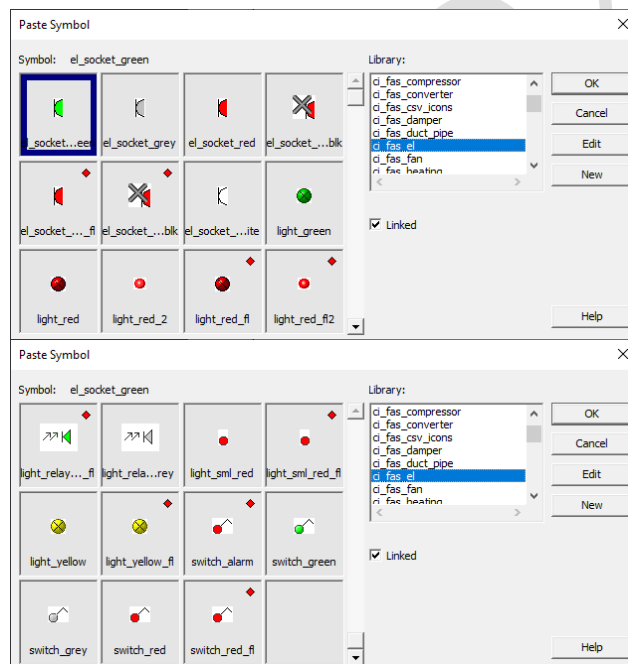 Paste Symbol
Symbol: el_socket_green
Library:
el_socket...een
el_socket_grey
el_socket_red
el_socket_...blk
el_socket_..._fl
el_socket_...blk
el_socket_...ite
light_green
light_red
light_red_2
light_red_fl
light_red_fl2
ci_fas_compressor
ci_fas_converter
ci_fas_csv_icons
ci_fas_damper
ci_fas_duct_pipe
ci_fas_el
ci_fas_fan
ci_fas_heating
Linked
OK
Cancel
Edit
New
Help
Paste Symbol
Symbol: el_socket_green
Library:
light_relay..._fl
light_rela...rey
light_sml_red
light_sml_red_fl
light_yellow
light_yellow_fl
switch_alarm
switch_green
switch_grey
switch_red
switch_red_fl
ci_fas_compressor
ci_fas_converter
ci_fas_csv_icons
ci_fas_damper
ci_fas_duct_pipe
ci_fas_el
ci_fas_fan
ci_fas_heating
Linked
OK
Cancel
Edit
New
Help